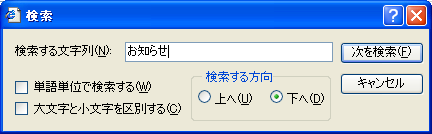 検索
検索する文字列(N): お知らせ 次を検索(F)
単語単位で検索する(W) 検索する方向 キャンセル
大文字と小文字を区別する(C) 上へ(U) 下へ(D)